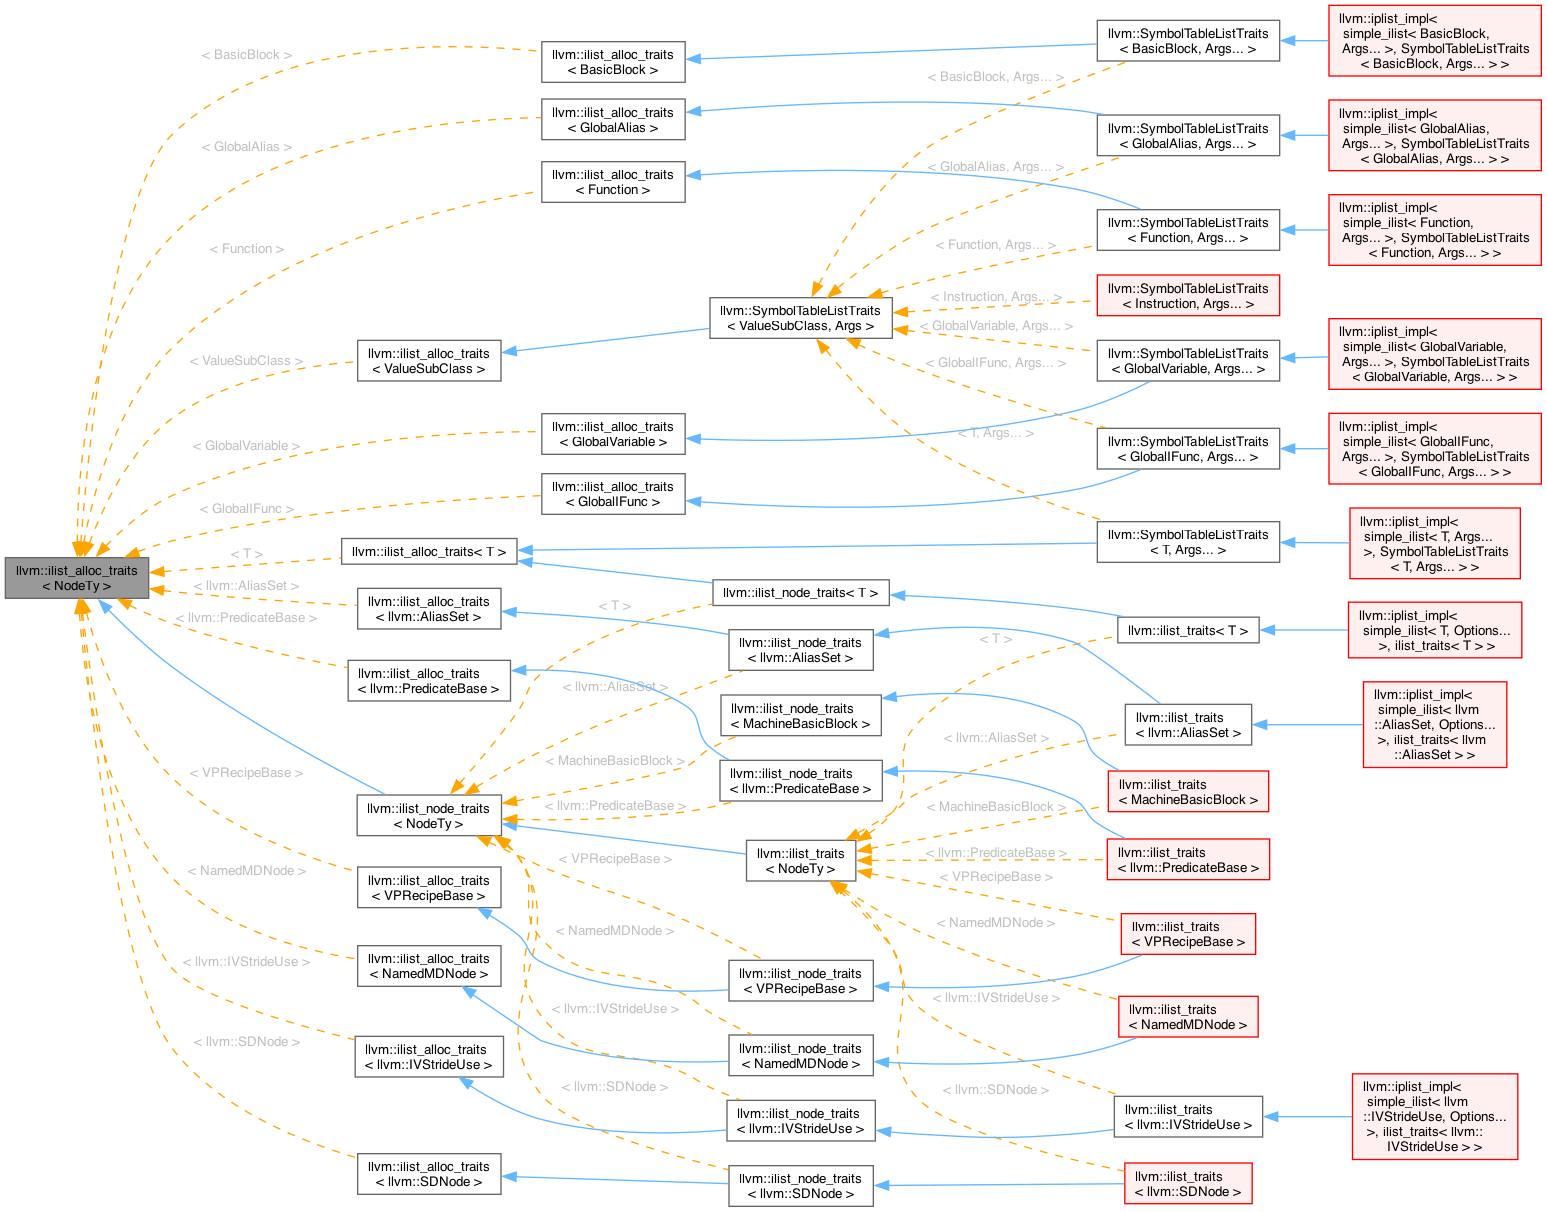 llvm::ilist_alloc_traits
< NodeTy >
< BasicBlock >
< GlobalAlias >
< Function >
< ValueSubClass >
< GlobalVariable >
< GlobalIFunc >
< T >
< llvm::AliasSet >
< llvm::PredicateBase >
< VPRecipeBase >
< NamedMDNode >
< llvm::IVStrideUse >
< llvm::SDNode >
llvm::ilist_alloc_traits
< BasicBlock >
llvm::ilist_alloc_traits
< GlobalAlias >
llvm::ilist_alloc_traits
< Function >
llvm::ilist_alloc_traits
< ValueSubClass >
llvm::ilist_alloc_traits
< GlobalVariable >
llvm::ilist_alloc_traits
< GlobalIFunc >
llvm::ilist_alloc_traits< T >
llvm::ilist_alloc_traits
< llvm::AliasSet >
llvm::ilist_alloc_traits
< llvm::PredicateBase >
llvm::ilist_node_traits
< NodeTy >
llvm::ilist_alloc_traits
< VPRecipeBase >
llvm::ilist_alloc_traits
< NamedMDNode >
llvm::ilist_alloc_traits
< llvm::IVStrideUse >
llvm::ilist_alloc_traits
< llvm::SDNode >
< T >
< llvm::AliasSet >
< MachineBasicBlock >
< llvm::PredicateBase >
< VPRecipeBase >
< NamedMDNode >
< llvm::IVStrideUse >
< llvm::SDNode >
llvm::SymbolTableListTraits
< ValueSubClass, Args >
llvm::ilist_node_traits< T >
llvm::ilist_node_traits
< llvm::AliasSet >
llvm::ilist_node_traits
< MachineBasicBlock >
llvm::ilist_node_traits
< llvm::PredicateBase >
llvm::ilist_traits
< NodeTy >
llvm::ilist_node_traits
< VPRecipeBase >
llvm::ilist_node_traits
< NamedMDNode >
llvm::ilist_node_traits
< llvm::IVStrideUse >
llvm::ilist_node_traits
< llvm::SDNode >
< BasicBlock, Args... >
< GlobalAlias, Args... >
< Function, Args... >
< Instruction, Args... >
< GlobalVariable, Args... >
< GlobalIFunc, Args... >
< T, Args... >
< T >
< llvm::AliasSet >
< MachineBasicBlock >
< llvm::PredicateBase >
< VPRecipeBase >
< NamedMDNode >
< llvm::IVStrideUse >
< llvm::SDNode >
llvm::SymbolTableListTraits
< BasicBlock, Args... >
llvm::SymbolTableListTraits
< GlobalAlias, Args... >
llvm::SymbolTableListTraits
< Function, Args... >
llvm::SymbolTableListTraits
< Instruction, Args... >
llvm::SymbolTableListTraits
< GlobalVariable, Args... >
llvm::SymbolTableListTraits
< GlobalIFunc, Args... >
llvm::SymbolTableListTraits
< T, Args... >
llvm::ilist_traits< T >
llvm::ilist_traits
< llvm::AliasSet >
llvm::ilist_traits
< MachineBasicBlock >
llvm::ilist_traits
< llvm::PredicateBase >
llvm::ilist_traits
< VPRecipeBase >
llvm::ilist_traits
< NamedMDNode >
llvm::ilist_traits
< llvm::IVStrideUse >
llvm::ilist_traits
< llvm::SDNode >
llvm::iplist_impl<
simple_ilist< BasicBlock,
Args... >, SymbolTableListTraits
< BasicBlock, Args... > >
llvm::iplist_impl<
simple_ilist< GlobalAlias,
Args... >, SymbolTableListTraits
< GlobalAlias, Args... > >
llvm::iplist_impl<
simple_ilist< Function,
Args... >, SymbolTableListTraits
< Function, Args... > >
llvm::iplist_impl<
simple_ilist< GlobalVariable,
Args... >, SymbolTableListTraits
< GlobalVariable, Args... > >
llvm::iplist_impl<
simple_ilist< GlobalIFunc,
Args... >, SymbolTableListTraits
< GlobalIFunc, Args... > >
llvm::iplist_impl<
simple_ilist< T, Args...
>, SymbolTableListTraits
< T, Args... > >
llvm::iplist_impl<
simple_ilist< T, Options...
>, ilist_traits< T > >
llvm::iplist_impl<
simple_ilist< llvm
::AliasSet, Options...
>, ilist_traits< llvm
::AliasSet > >
llvm::iplist_impl<
simple_ilist< llvm
::IVStrideUse, Options...
>, ilist_traits< llvm::
IVStrideUse > >